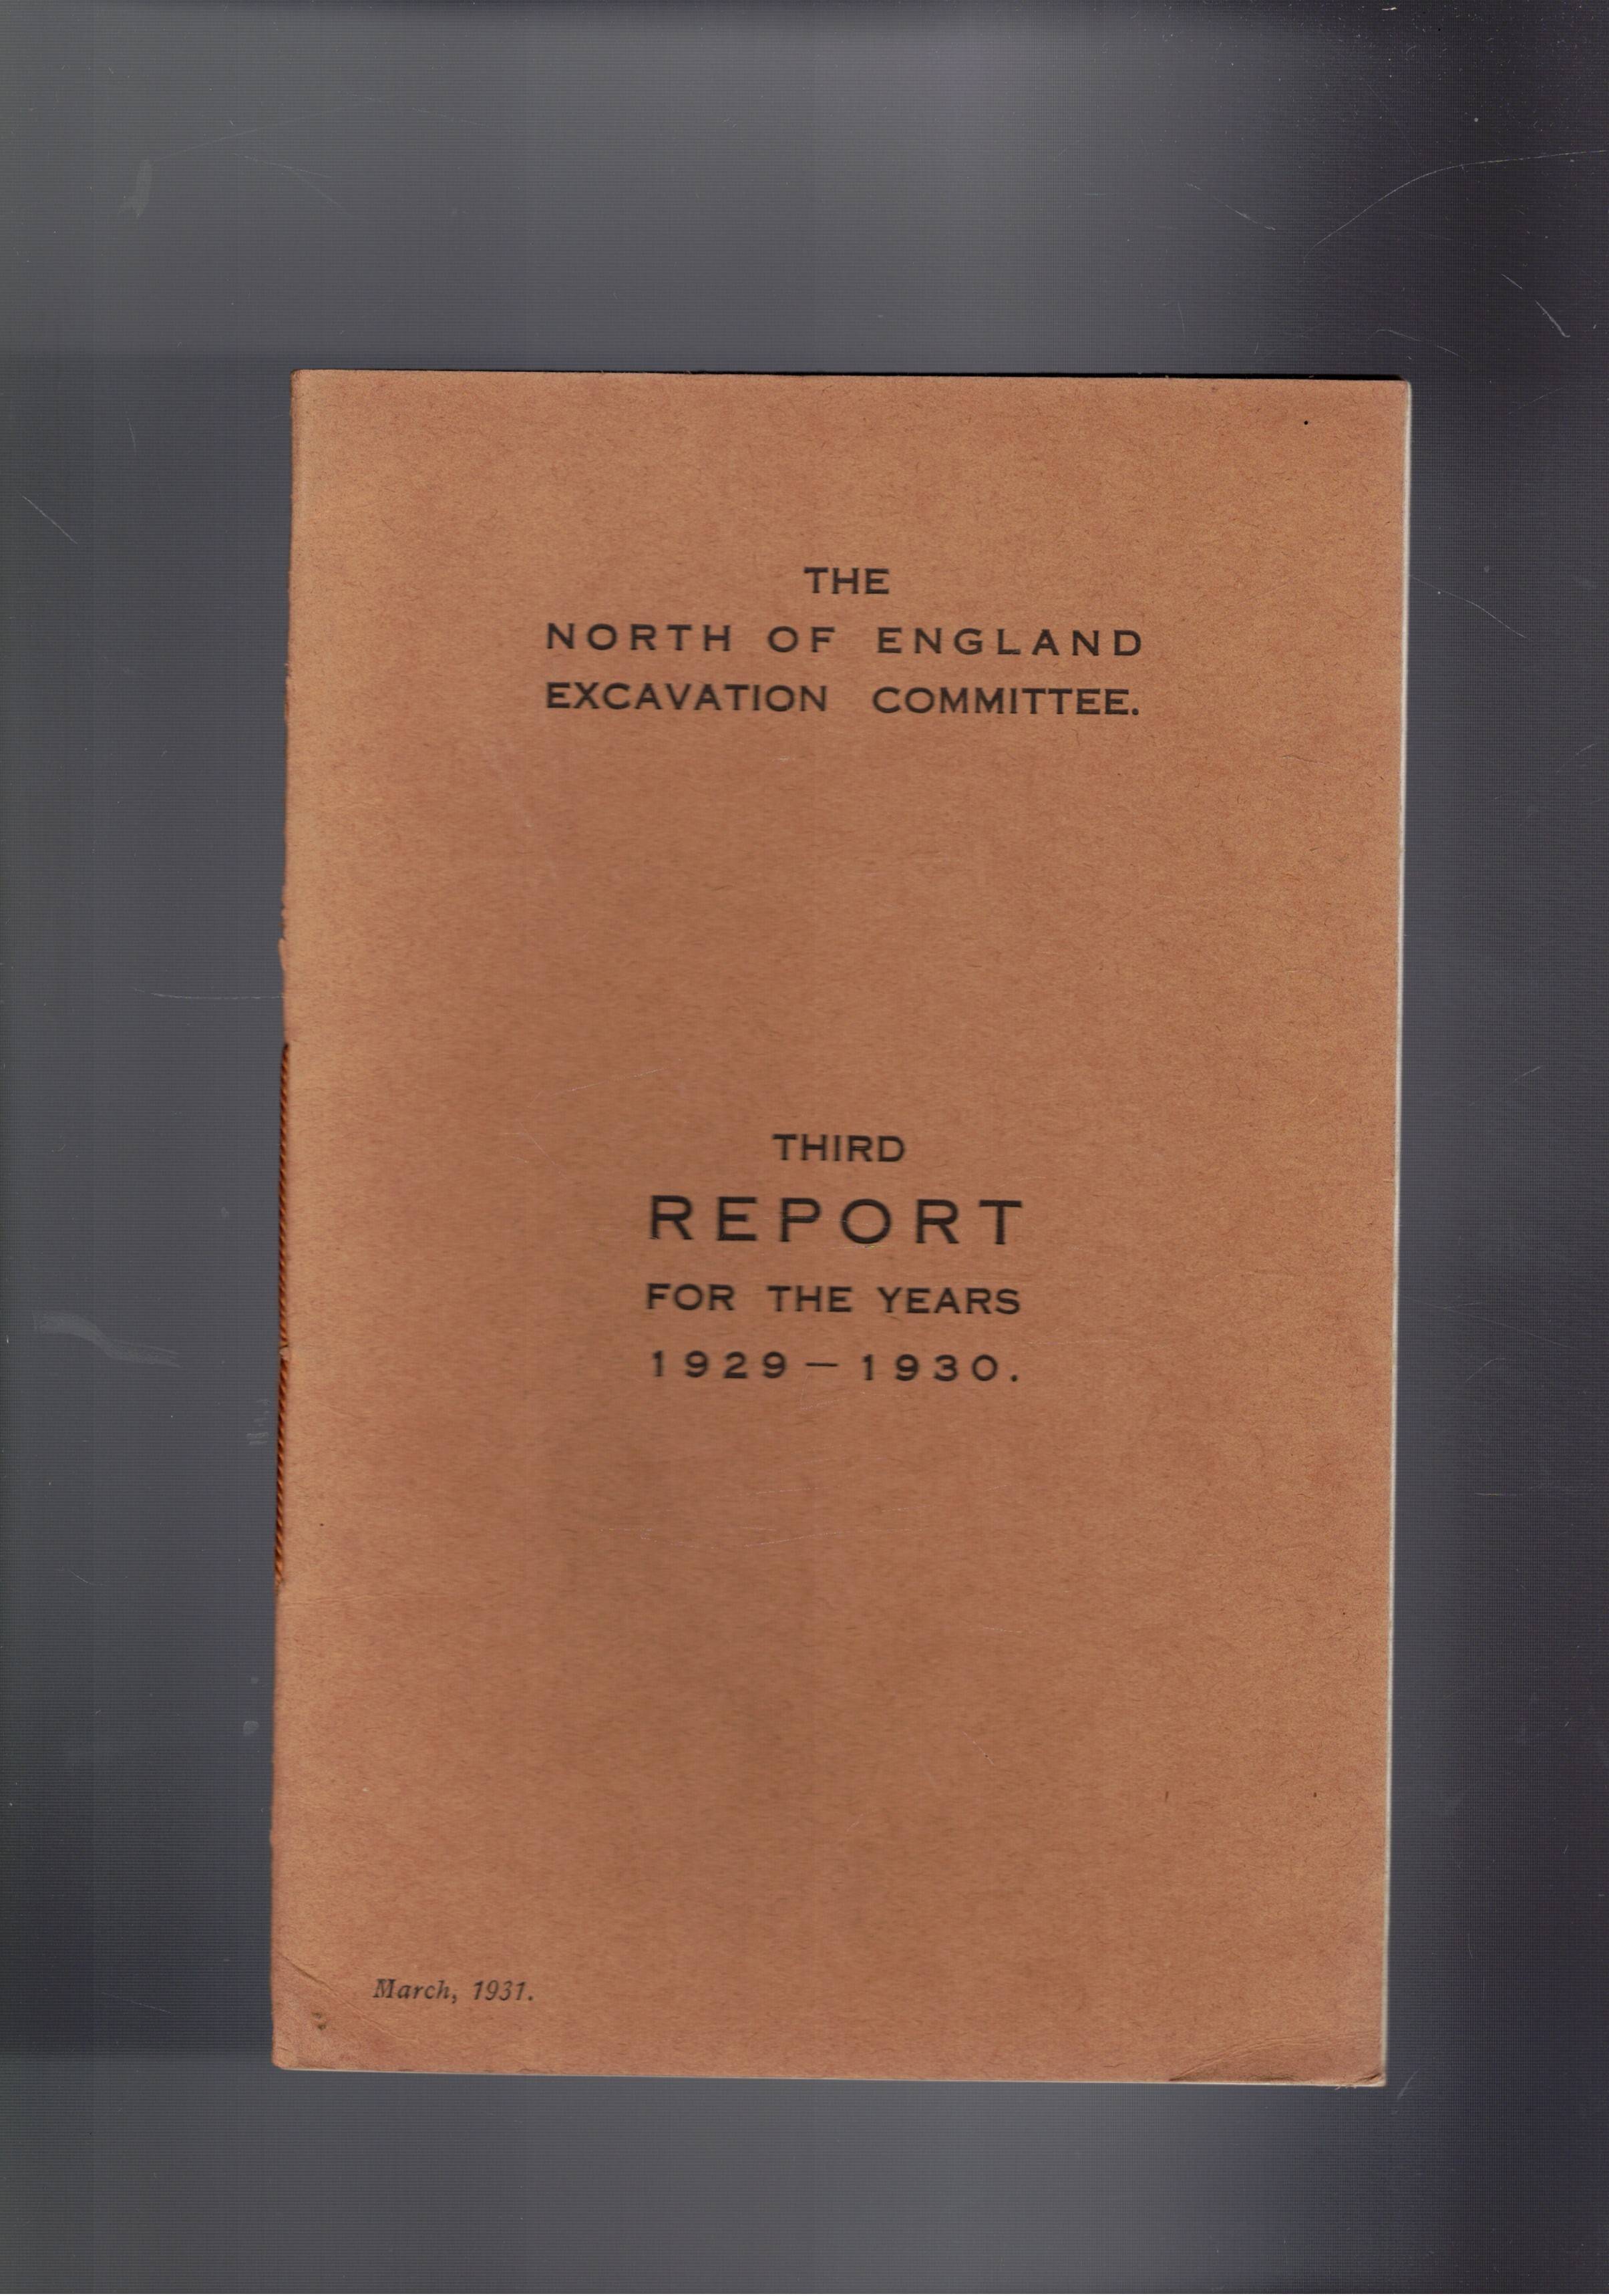 THE
NORTH OF ENGLAND
EXCAVATION COMMITTEE.
THIRD
REPORT
FOR THE YEARS
1929 — 1930.
March, 1931.